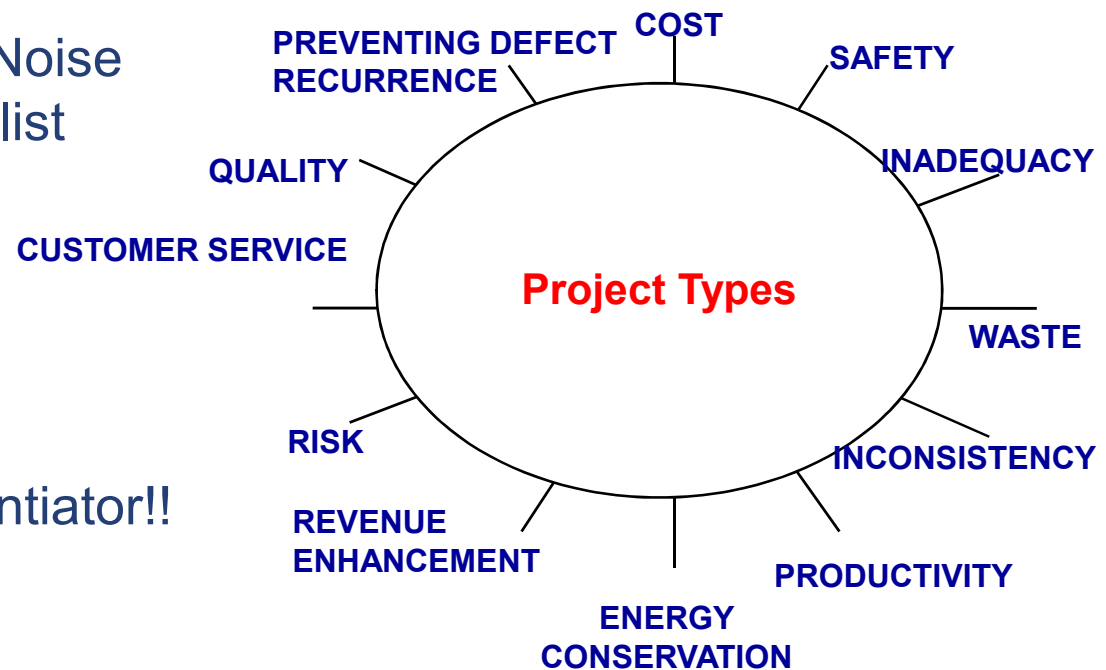 Noise
list
ntiator!!
COST
PREVENTING DEFECT
RECURRENCE
SAFETY
QUALITY
INADEQUACY
CUSTOMER SERVICE
Project Types
WASTE
RISK
INCONSISTENCY
REVENUE
ENHANCEMENT
PRODUCTIVITY
ENERGY
CONSERVATION